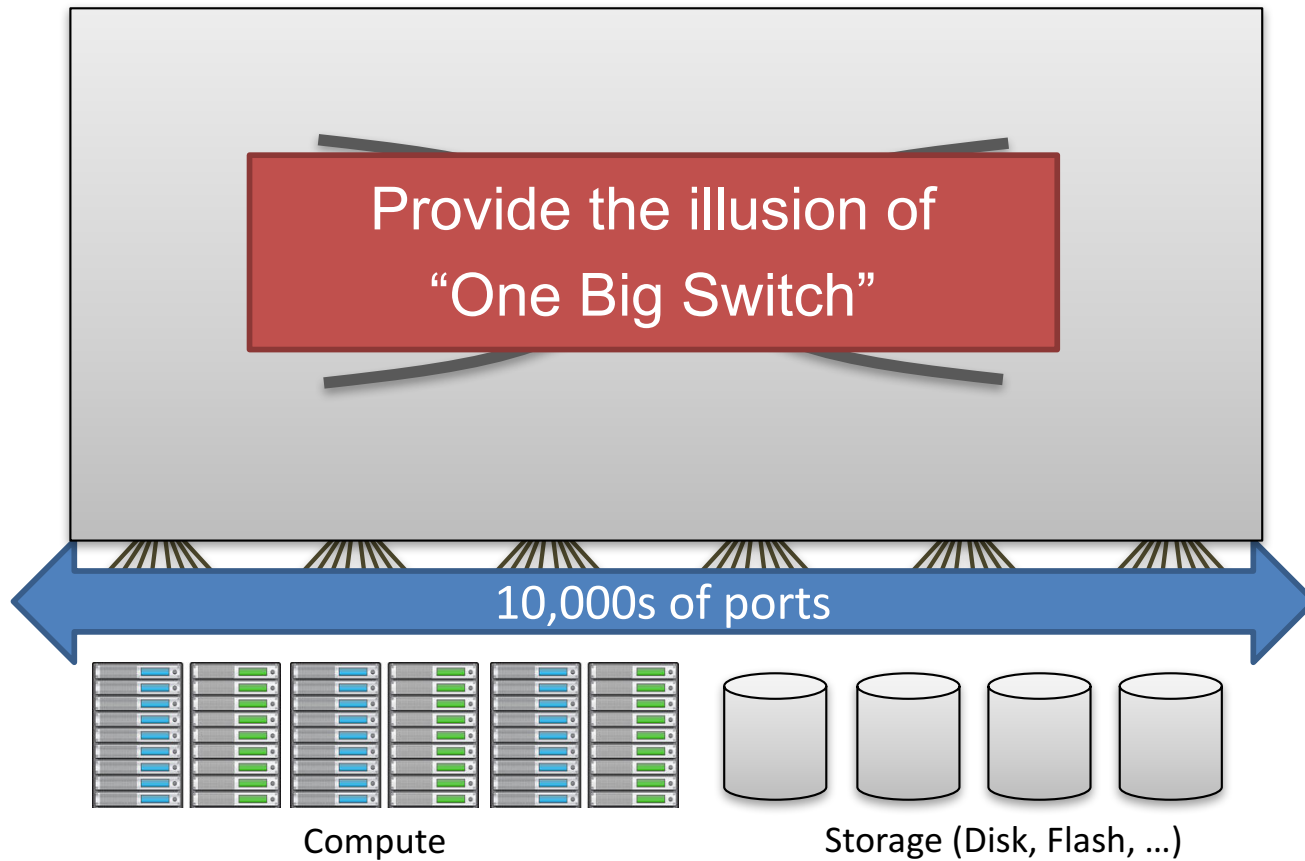 Provide the illusion of
“One Big Switch”
10,000s of ports
Compute
Storage (Disk, Flash, …)